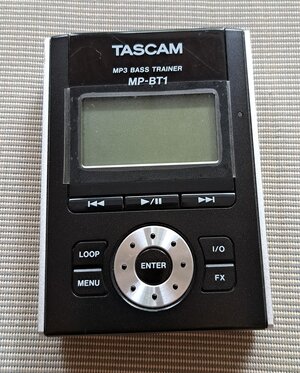 TASCAM
MP3 BASS TRAINER
MP-BT1
LOOP
I/O
ENTER
MENU
FX